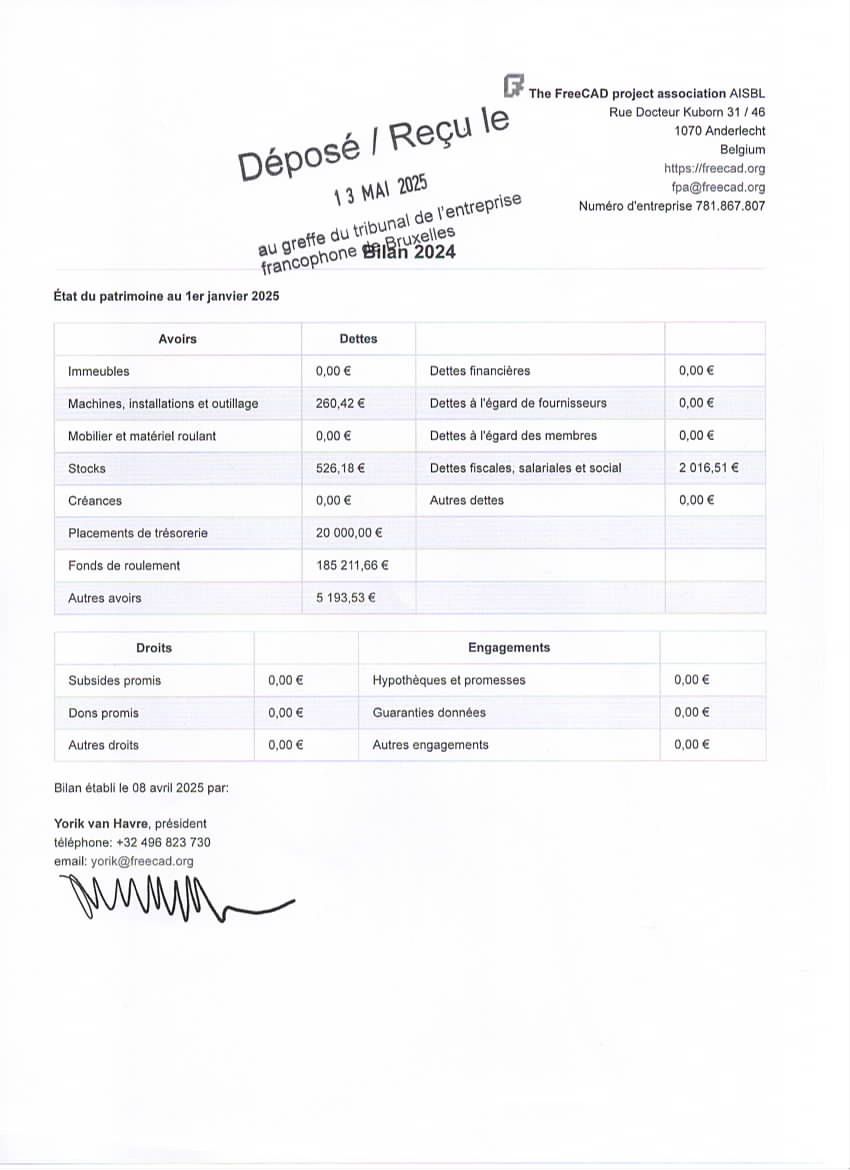 The FreeCAD project association AISBL
Rue Docteur Kuborn 31 / 46
1070 Anderlecht
Belgium
https://freecad.org
fpa@freecad.org
Numéro d'entreprise 781.867.807
Déposé / Reçu le
13 MAI 2025
au greffe du tribunal de l'entreprise
francophone de Bruxelles
Bilan 2024
État du patrimoine au 1er janvier 2025
Avoirs Dettes
Immeubles 0,00 € Dettes financières 0,00 €
Machines, installations et outillage 260,42 € Dettes à l'égard de fournisseurs 0,00 €
Mobilier et matériel roulant 0,00 € Dettes à l'égard des membres 0,00 €
Stocks 526,18 € Dettes fiscales, salariales et social 2 016,51 €
Créances 0,00 € Autres dettes 0,00 €
Placements de trésorerie 20 000,00 €
Fonds de roulement 185 211,66 €
Autres avoirs 5 193,53 €
Droits Engagements
Subsides promis 0,00 € Hypothèques et promesses 0,00 €
Dons promis 0,00 € Guaranties données 0,00 €
Autres droits 0,00 € Autres engagements 0,00 €
Bilan établi le 08 avril 2025 par:
Yorik van Havre, président
téléphone: +32 496 823 730
email: yorik@freecad.org